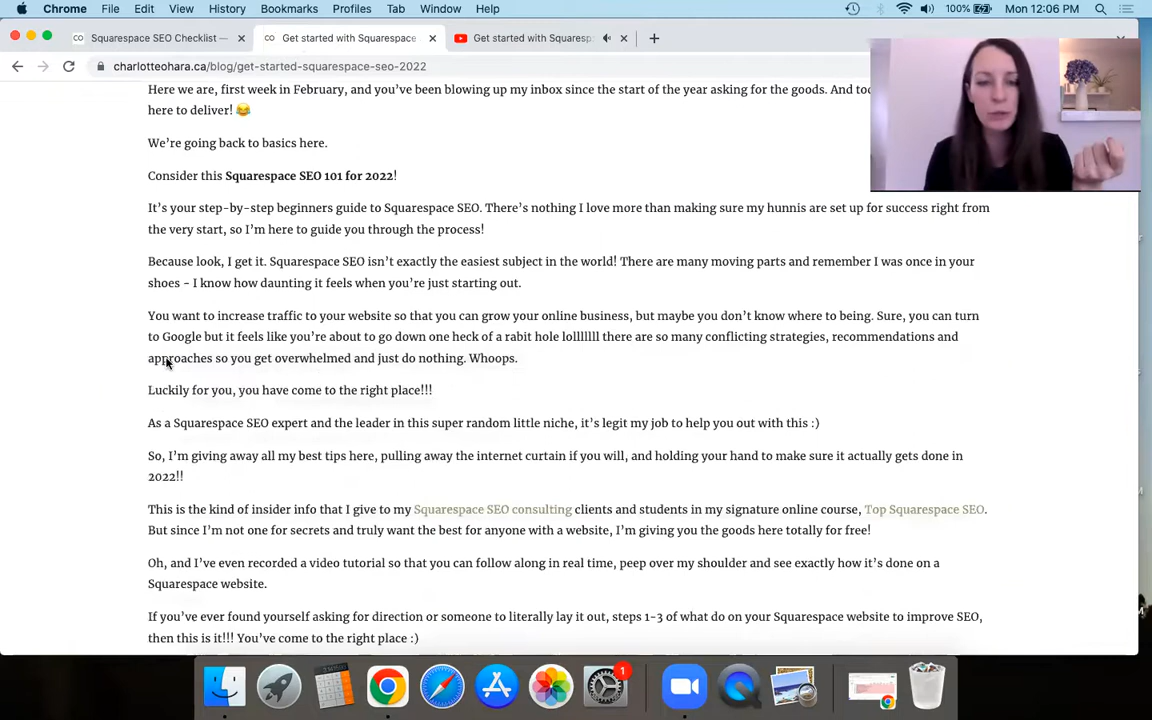 Chrome File Edit View History Bookmarks Profiles Tab Window Help 100% Mon 12:06 PM
Squarespace SEO Checklist — Get started with Squarespace Get started with Squaresp
charlotteohara.ca/blog/get-started-squarespace-seo-2022
Here we are, first week in February, and you've been blowing up my inbox since the start of the year asking for the goods. And
here to deliver! 😂
We're going back to basics here.
Consider this Squarespace SEO 101 for 2022!
It's your step-by-step beginners guide to Squarespace SEO. There's nothing I love more than making sure my hunnis are set up for success right from
the very start, so I'm here to guide you through the process!
Because look, I get it. Squarespace SEO isn't exactly the easiest subject in the world! There are many moving parts and remember I was once in your
shoes - I know how daunting it feels when you're just starting out.
You want to increase traffic to your website so that you can grow your online business, but maybe you don't know where to being. Sure, you can turn
to Google but it feels like you're about to go down one heck of a rabit hole lolllllll there are so many conflicting strategies, recommendations and
approaches so you get overwhelmed and just do nothing. Whoops.
Luckily for you, you have come to the right place!!!
As a Squarespace SEO expert and the leader in this super random little niche, it's legit my job to help you out with this :)
So, I'm giving away all my best tips here, pulling away the internet curtain if you will, and holding your hand to make sure it actually gets done in
2022!!
This is the kind of insider info that I give to my Squarespace SEO consulting clients and students in my signature online course, Top Squarespace SEO.
But since I'm not one for secrets and truly want the best for anyone with a website, I'm giving you the goods here totally for free!
Oh, and I've even recorded a video tutorial so that you can follow along in real time, peep over my shoulder and see exactly how it's done on a
Squarespace website.
If you've ever found yourself asking for direction or someone to literally lay it out, steps 1-3 of what do on your Squarespace website to improve SEO,
then this is it!!! You've come to the right place :)
1